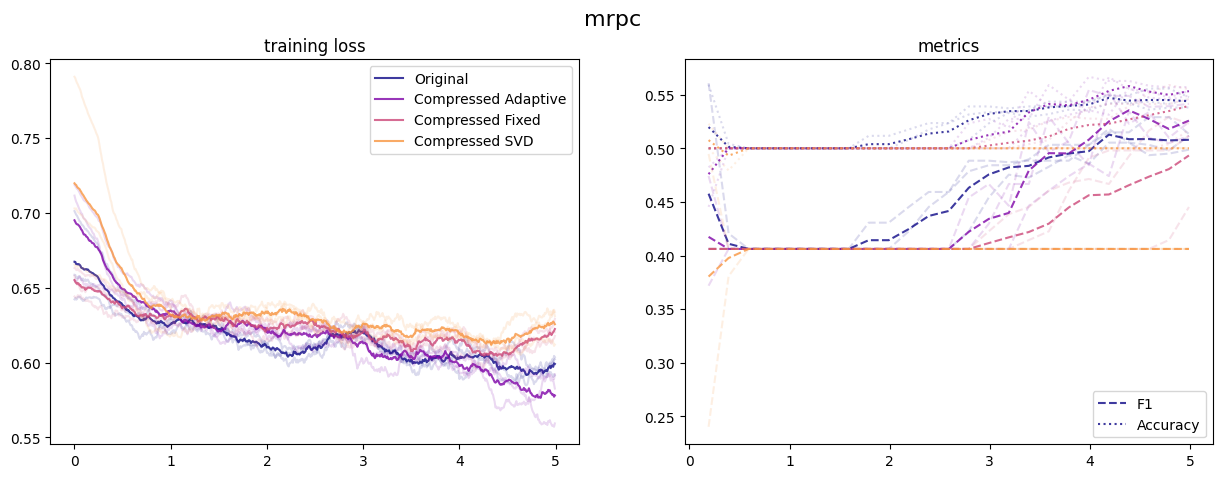 mrpc
training loss
0.80
0.75
0.70
0.65
0.60
0.55
0
1
2
3
4
5
Original
Compressed Adaptive
Compressed Fixed
Compressed SVD
metrics
0.55
0.50
0.45
0.40
0.35
0.30
0.25
0
1
2
3
4
5
F1
Accuracy